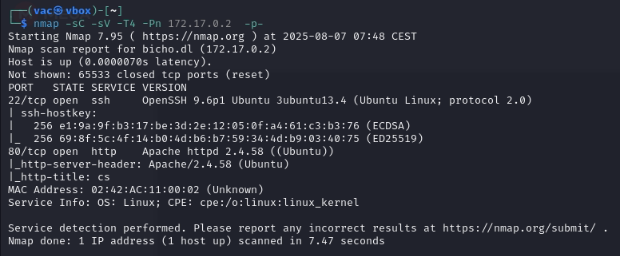 (vac㉿vbox)-[~]
$ nmap -sC -sV -T4 -Pn 172.17.0.2 -p-
Starting Nmap 7.95 ( https://nmap.org ) at 2025-08-07 07:48 CEST
Nmap scan report for bicho.dl (172.17.0.2)
Host is up (0.0000070s latency).
Not shown: 65533 closed tcp ports (reset)
PORT   STATE SERVICE VERSION
22/tcp open  ssh     OpenSSH 9.6p1 Ubuntu 3ubuntu13.4 (Ubuntu Linux; protocol 2.0)
| ssh-hostkey:
|   256 e1:9a:9f:b3:17:be:3d:2e:12:05:0f:a4:61:c3:b3:76 (ECDSA)
|_  256 69:8f:5c:4f:14:b0:4d:b6:b7:59:34:4d:b9:03:40:75 (ED25519)
80/tcp open  http    Apache httpd 2.4.58 ((Ubuntu))
|_http-server-header: Apache/2.4.58 (Ubuntu)
|_http-title: cs
MAC Address: 02:42:AC:11:00:02 (Unknown)
Service Info: OS: Linux; CPE: cpe:/o:linux:linux_kernel
Service detection performed. Please report any incorrect results at https://nmap.org/submit/ .
Nmap done: 1 IP address (1 host up) scanned in 7.47 seconds